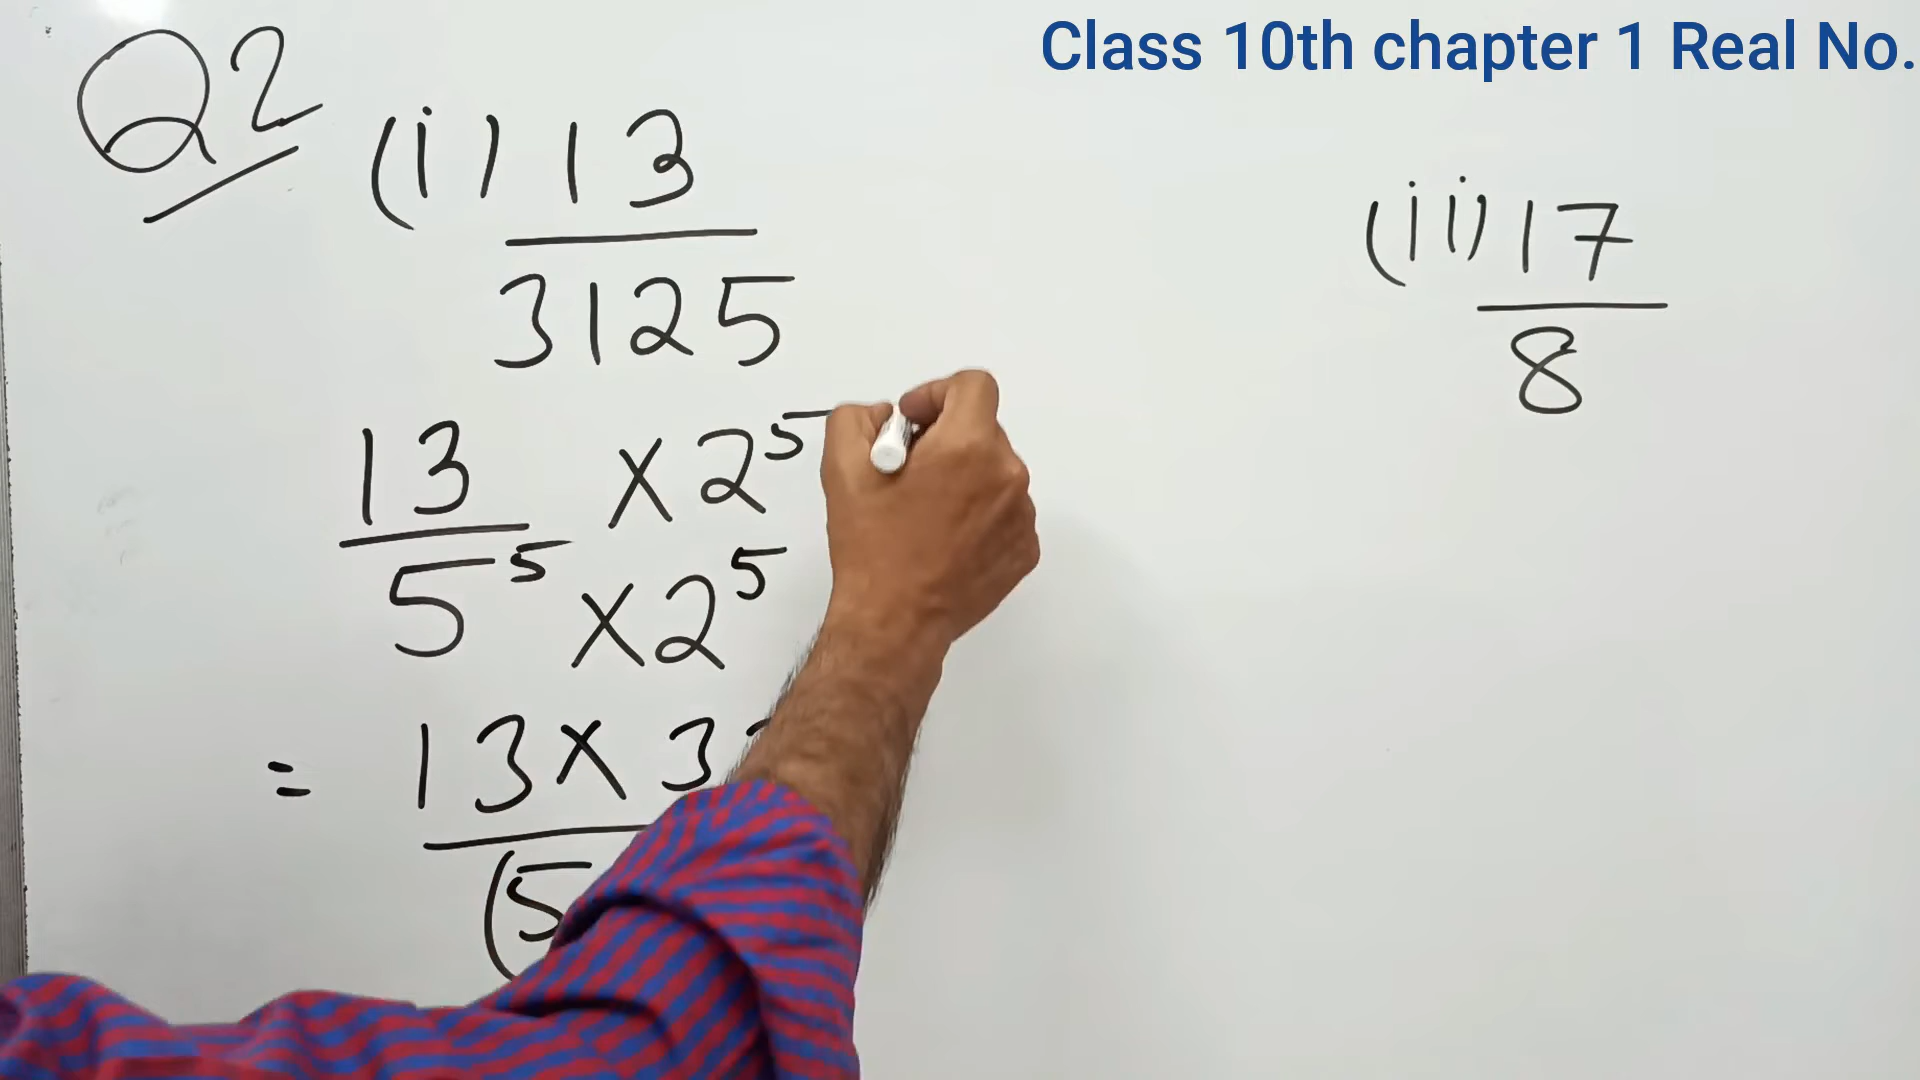 Class 10th chapter 1 Real No.
Q2
(i) 13
3125
13 × 2⁵
5⁵ × 2⁵
= 13 × 3
(5
(ii) 17
8